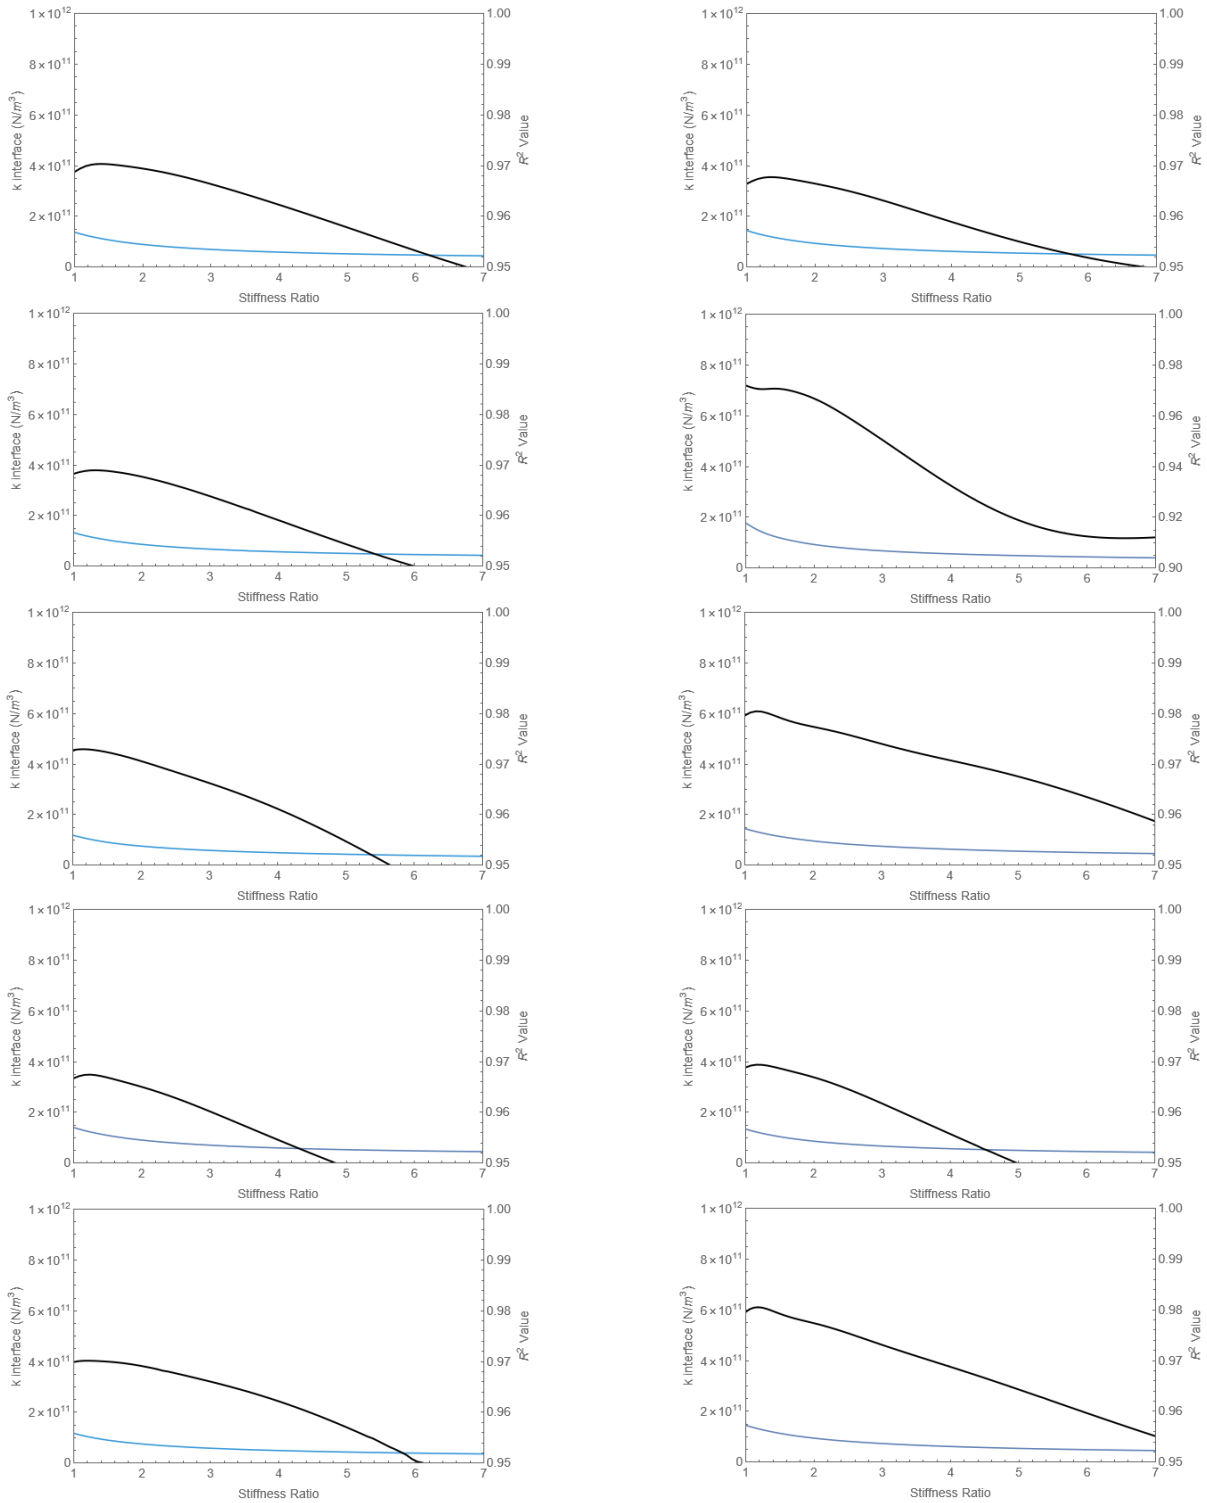 1×10¹² 1.00
8×10¹¹ 0.99
6×10¹¹ 0.98
4×10¹¹ 0.97
2×10¹¹ 0.96
0 0.95
1 2 3 4 5 6 7
k interface (N/m³)
R² Value
Stiffness Ratio
1×10¹² 1.00
8×10¹¹ 0.99
6×10¹¹ 0.98
4×10¹¹ 0.97
2×10¹¹ 0.96
0 0.95
1 2 3 4 5 6 7
k interface (N/m³)
R² Value
Stiffness Ratio
1×10¹² 1.00
8×10¹¹ 0.99
6×10¹¹ 0.98
4×10¹¹ 0.97
2×10¹¹ 0.96
0 0.95
1 2 3 4 5 6 7
k interface (N/m³)
R² Value
Stiffness Ratio
1×10¹² 1.00
8×10¹¹ 0.98
6×10¹¹ 0.96
4×10¹¹ 0.94
2×10¹¹ 0.92
0 0.90
1 2 3 4 5 6 7
k interface (N/m³)
R² Value
Stiffness Ratio
1×10¹² 1.00
8×10¹¹ 0.99
6×10¹¹ 0.98
4×10¹¹ 0.97
2×10¹¹ 0.96
0 0.95
1 2 3 4 5 6 7
k interface (N/m³)
R² Value
Stiffness Ratio
1×10¹² 1.00
8×10¹¹ 0.99
6×10¹¹ 0.98
4×10¹¹ 0.97
2×10¹¹ 0.96
0 0.95
1 2 3 4 5 6 7
k interface (N/m³)
R² Value
Stiffness Ratio
1×10¹² 1.00
8×10¹¹ 0.99
6×10¹¹ 0.98
4×10¹¹ 0.97
2×10¹¹ 0.96
0 0.95
1 2 3 4 5 6 7
k interface (N/m³)
R² Value
Stiffness Ratio
1×10¹² 1.00
8×10¹¹ 0.99
6×10¹¹ 0.98
4×10¹¹ 0.97
2×10¹¹ 0.96
0 0.95
1 2 3 4 5 6 7
k interface (N/m³)
R² Value
Stiffness Ratio
1×10¹² 1.00
8×10¹¹ 0.99
6×10¹¹ 0.98
4×10¹¹ 0.97
2×10¹¹ 0.96
0 0.95
1 2 3 4 5 6 7
k interface (N/m³)
R² Value
Stiffness Ratio
1×10¹² 1.00
8×10¹¹ 0.99
6×10¹¹ 0.98
4×10¹¹ 0.97
2×10¹¹ 0.96
0 0.95
1 2 3 4 5 6 7
k interface (N/m³)
R² Value
Stiffness Ratio